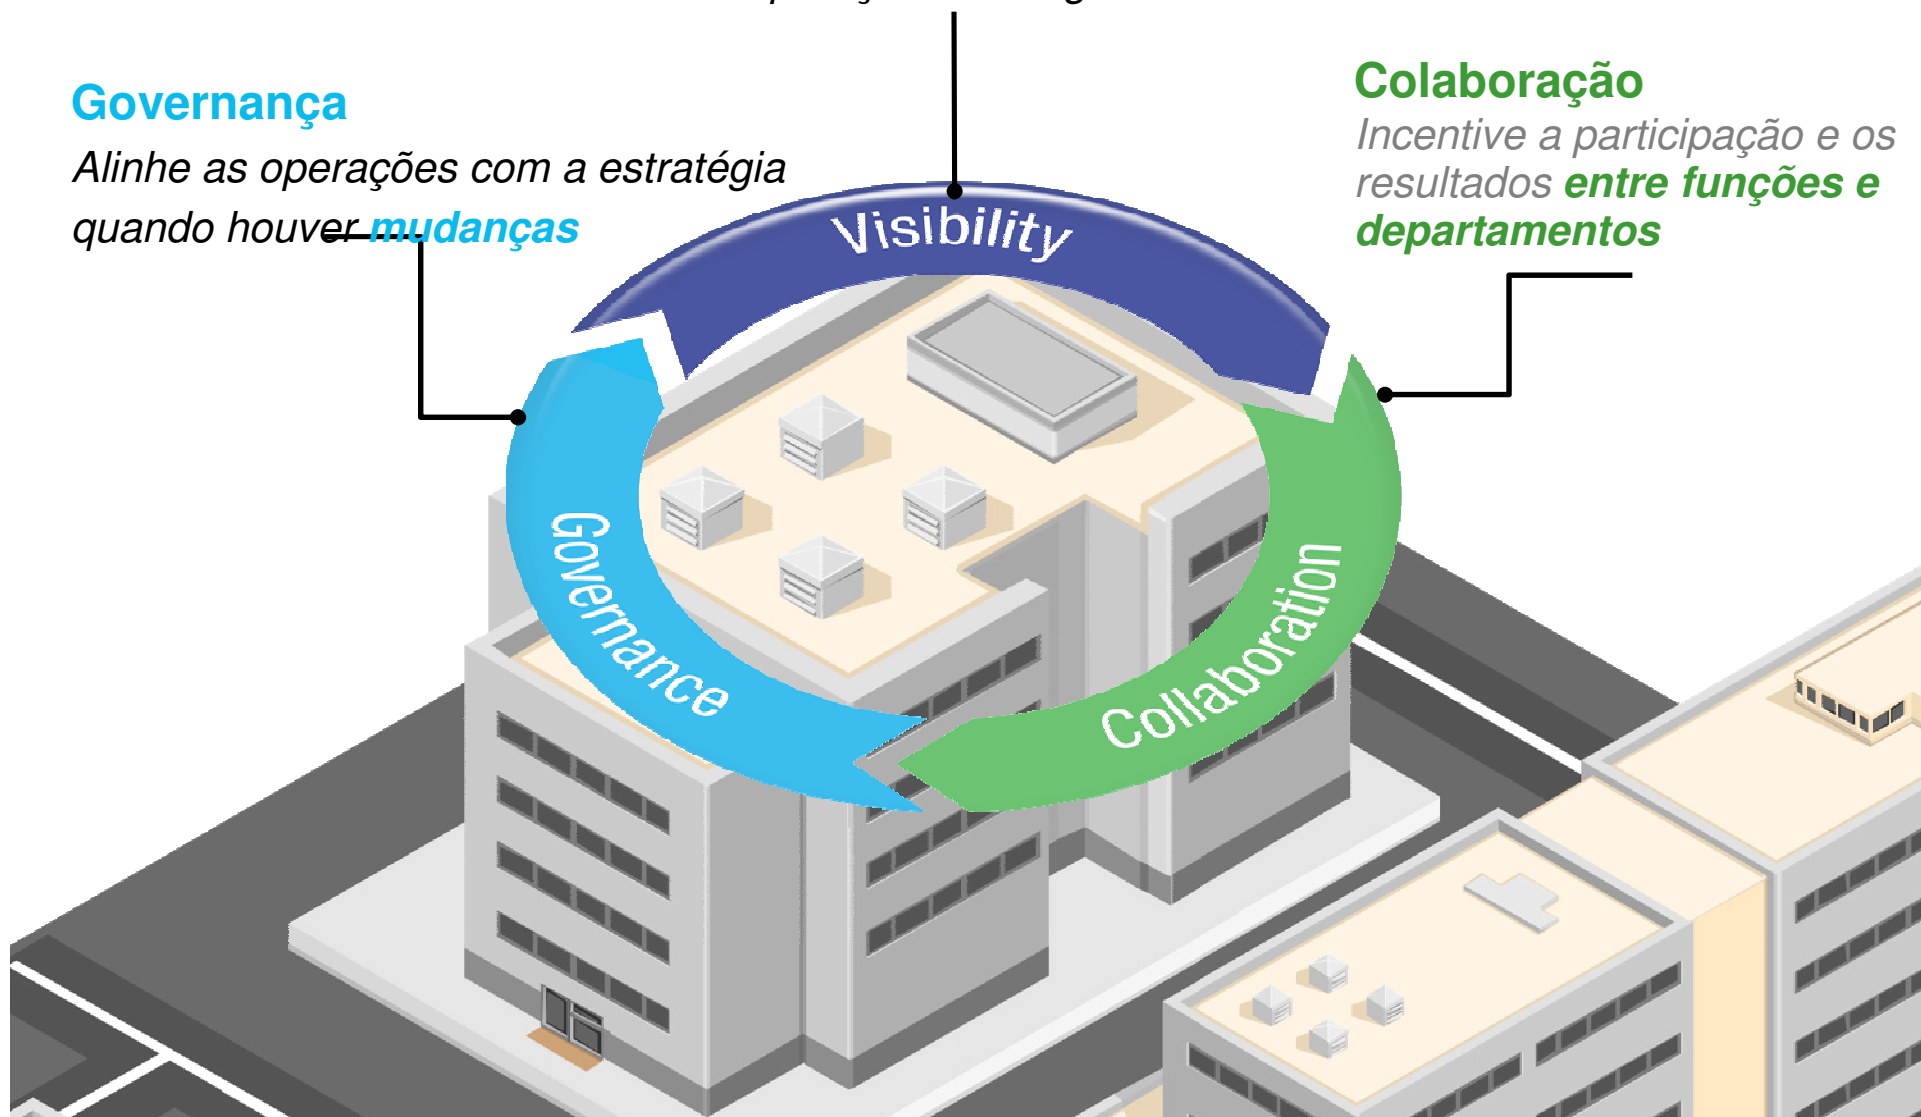 Governança
Alinhe as operações com a estratégia
quando houver mudanças
Colaboração
Incentive a participação e os
resultados entre funções e
departamentos
Visibility
Governance
Collaboration